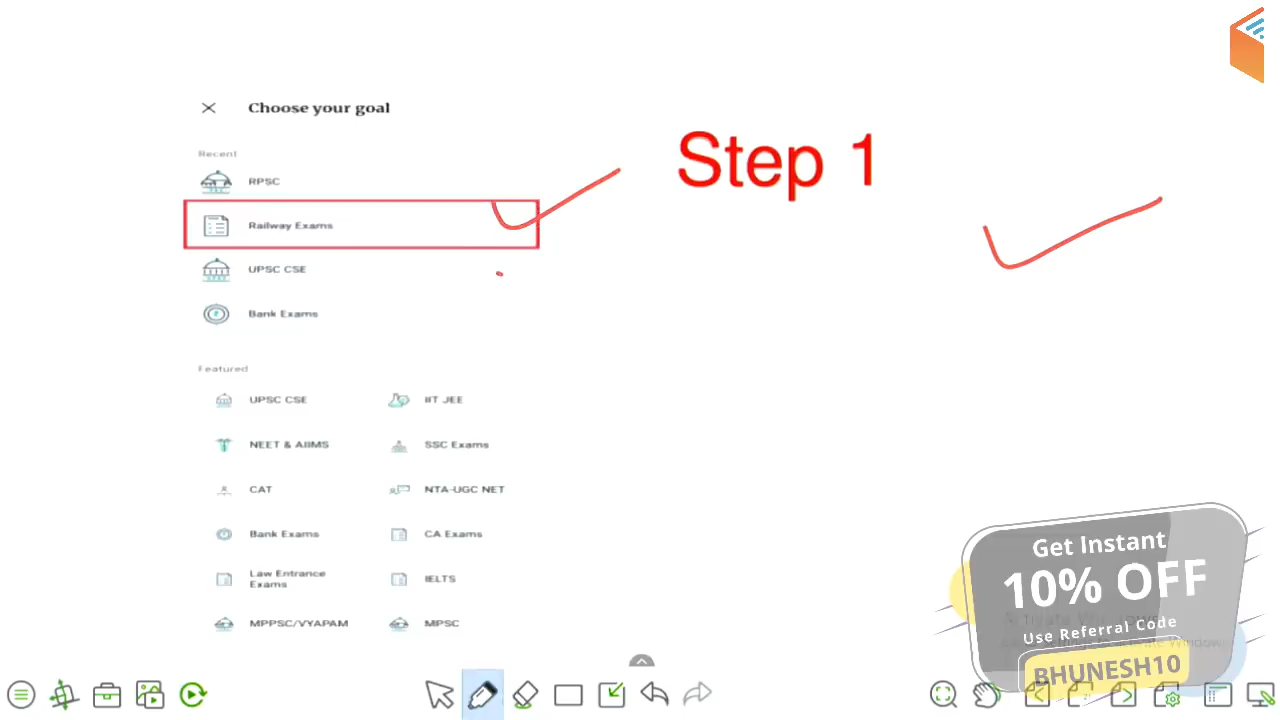 Choose your goal
Step 1
Recent
RPSC
Railway Exams
UPSC CSE
Bank Exams
Featured
UPSC CSE
IIT JEE
NEET & AIIMS
SSC Exams
CAT
NTA-UGC NET
Bank Exams
CA Exams
Law Entrance
Exams
IELTS
MPPSC/VYAPAM
MPSC
Get Instant
10% OFF
Use Referral Code
BHUNESH10